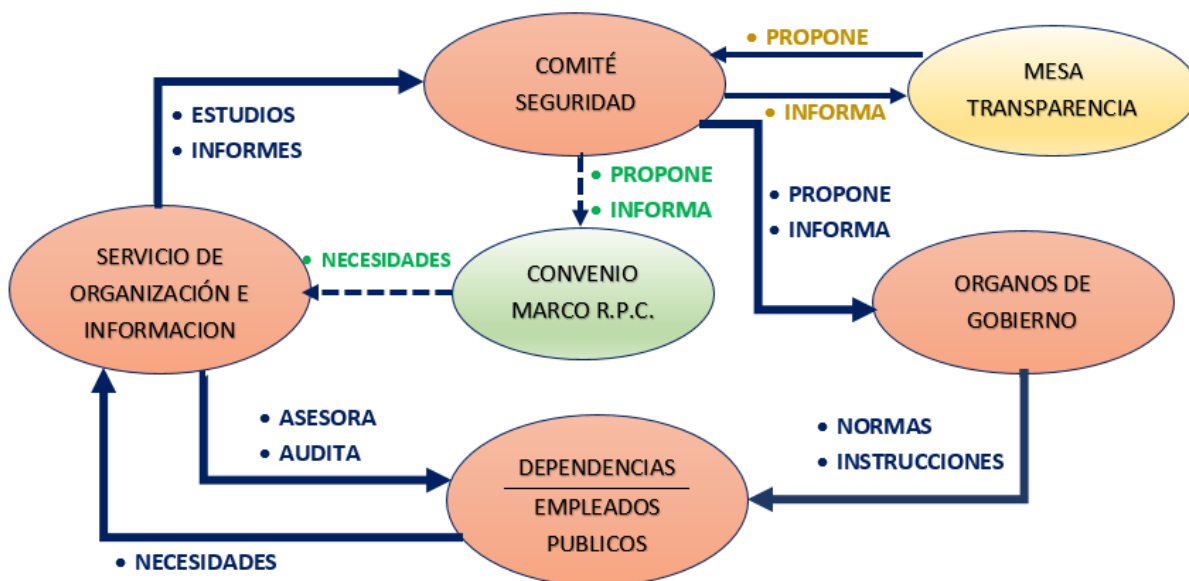 • PROPONE
COMITÉ
SEGURIDAD
MESA
TRANSPARENCIA
• INFORMA
• ESTUDIOS
• INFORMES
• PROPONE
• INFORMA
• PROPONE
• INFORMA
SERVICIO DE
ORGANIZACIÓN E
INFORMACION
• NECESIDADES
CONVENIO
MARCO R.P.C.
ORGANOS DE
GOBIERNO
• ASESORA
• AUDITA
• NORMAS
• INSTRUCCIONES
DEPENDENCIAS
EMPLEADOS
PUBLICOS
• NECESIDADES